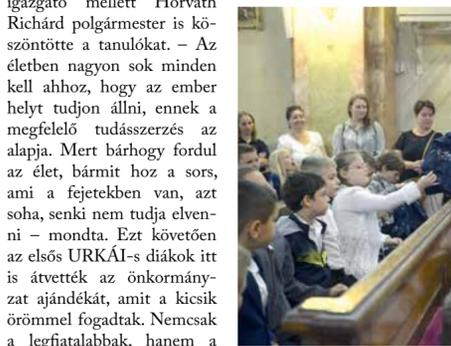 igazgató mellett Horváth
Richárd polgármester is kö-
szöntötte a tanulókat. – Az
életben nagyon sok minden
kell ahhoz, hogy az ember
helyt tudjon állni, ennek a
megfelelő tudásszerzés az
alapja. Mert bárhogy fordul
az élet, bármit hoz a sors,
ami a fejetekben van, azt
soha, senki nem tudja elven-
ni – mondta. Ezt követően
az elsős URKÁI-s diákok itt
is átvették az önkormány-
zat ajándékát, amit a kicsik
örömmel fogadtak. Nemcsak
a legfiatalabbak, hanem a